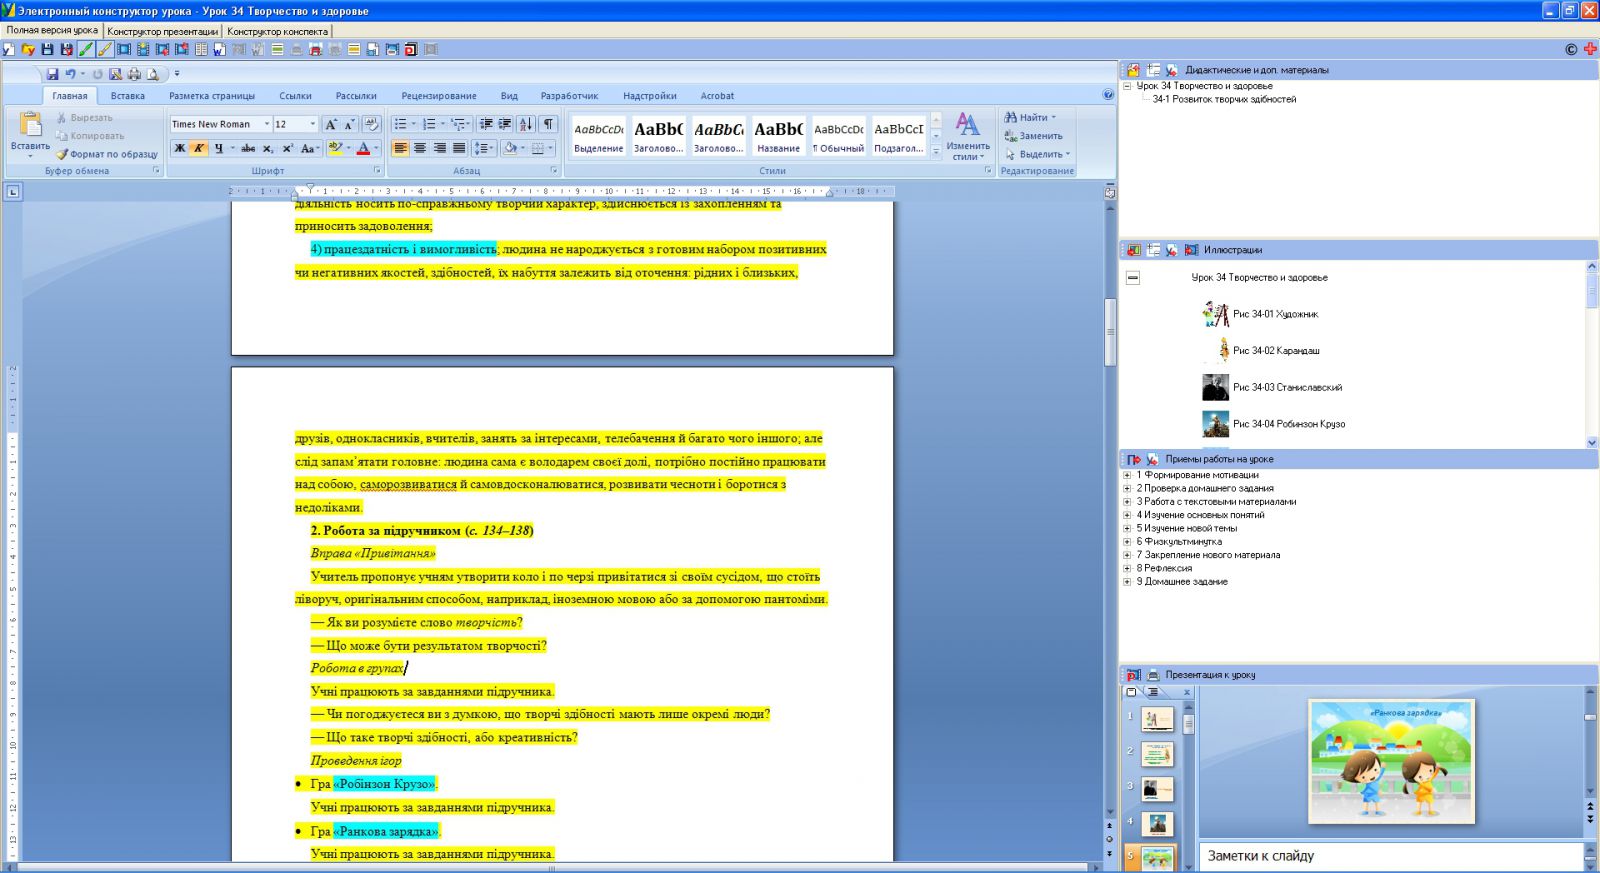 Электронный конструктор урока - Урок 34 Творчество и здоровье
Полная версия урока
Конструктор презентации
Конструктор конспекта
Главная
Вставка
Разметка страницы
Ссылки
Рассылки
Рецензирование
Вид
Разработчик
Надстройки
Acrobat
Вставить
Вырезать
Копировать
Формат по образцу
Буфер обмена
Times New Roman
12
Ж К Ч abc x₂ x² Aa
Шрифт
Абзац
AaBbCcDc
Выделение
AaBbC
Заголово...
AaBbCc
Заголово...
AaBbC
Название
AaBbCcDc
¶ Обычный
AaBbCcI
Подзагол...
Изменить стили
Стили
Найти
Заменить
Выделить
Редактирование
діяльність носить по-справжньому творчий характер, здійснюється із захопленням та
приносить задоволення;
4) працездатність і вимогливість; людина не народжується з готовим набором позитивних
чи негативних якостей, здібностей, їх набуття залежить від оточення: рідних і близьких,
друзів, однокласників, вчителів, занять за інтересами, телебачення й багато чого іншого; але
слід запам’ятати головне: людина сама є володарем своєї долі, потрібно постійно працювати
над собою, саморозвиватися й самовдосконалюватися, розвивати чесноти і боротися з
недоліками.
2. Робота за підручником (с. 134–138)
Вправа «Привітання»
Учитель пропонує учням утворити коло і по черзі привітатися зі своїм сусідом, що стоїть
ліворуч, оригінальним способом, наприклад, іноземною мовою або за допомогою пантоміми.
— Як ви розумієте слово творчість?
— Що може бути результатом творчості?
Робота в групах
Учні працюють за завданнями підручника.
— Чи погоджуєтеся ви з думкою, що творчі здібності мають лише окремі люди?
— Що таке творчі здібності, або креативність?
Проведення ігор
• Гра «Робінзон Крузо».
Учні працюють за завданнями підручника.
• Гра «Ранкова зарядка».
Учні працюють за завданнями підручника.
Дидактические и доп. материалы
Урок 34 Творчество и здоровье
34-1 Розвиток творчих здібностей
Иллюстрации
Урок 34 Творчество и здоровье
Рис 34-01 Художник
Рис 34-02 Карандаш
Рис 34-03 Станиславский
Рис 34-04 Робинзон Крузо
Приемы работы на уроке
1 Формирование мотивации
2 Проверка домашнего задания
3 Работа с текстовыми материалами
4 Изучение основных понятий
5 Изучение новой темы
6 Физкультминутка
7 Закрепление нового материала
8 Рефлексия
9 Домашнее задание
Презентация к уроку
1
2
3
4
5
«Ранкова зарядка»
Заметки к слайду